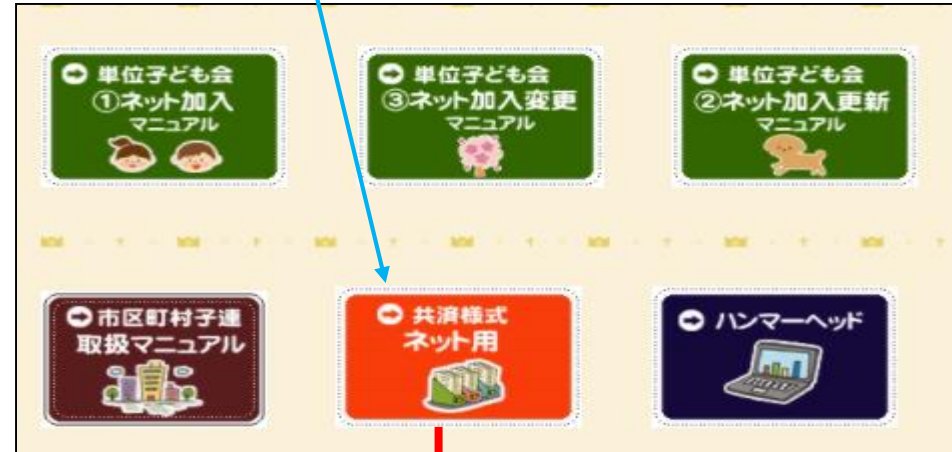 単位子ども会
①ネット加入
マニュアル
単位子ども会
③ネット加入変更
マニュアル
単位子ども会
②ネット加入更新
マニュアル
市区町村子連
取扱マニュアル
共済様式
ネット用
ハンマーヘッド